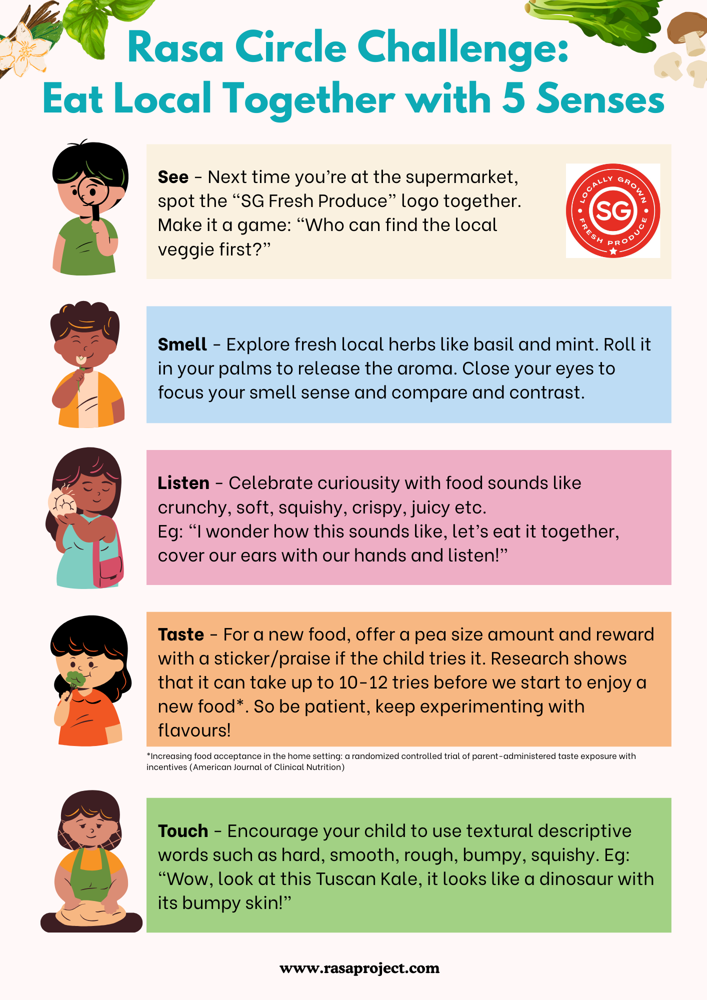 Rasa Circle Challenge:
Eat Local Together with 5 Senses
See - Next time you’re at the supermarket,
spot the “SG Fresh Produce” logo together.
Make it a game: “Who can find the local
veggie first?”
LOCALLY GROWN
SG
FRESH PRODUCE
Smell - Explore fresh local herbs like basil and mint. Roll it
in your palms to release the aroma. Close your eyes to
focus your smell sense and compare and contrast.
Listen - Celebrate curiousity with food sounds like
crunchy, soft, squishy, crispy, juicy etc.
Eg: “I wonder how this sounds like, let’s eat it together,
cover our ears with our hands and listen!”
Taste - For a new food, offer a pea size amount and reward
with a sticker/praise if the child tries it. Research shows
that it can take up to 10-12 tries before we start to enjoy a
new food*. So be patient, keep experimenting with
flavours!
*Increasing food acceptance in the home setting: a randomized controlled trial of parent-administered taste exposure with
incentives (American Journal of Clinical Nutrition)
Touch - Encourage your child to use textural descriptive
words such as hard, smooth, rough, bumpy, squishy. Eg:
“Wow, look at this Tuscan Kale, it looks like a dinosaur with
its bumpy skin!”
www.rasaproject.com